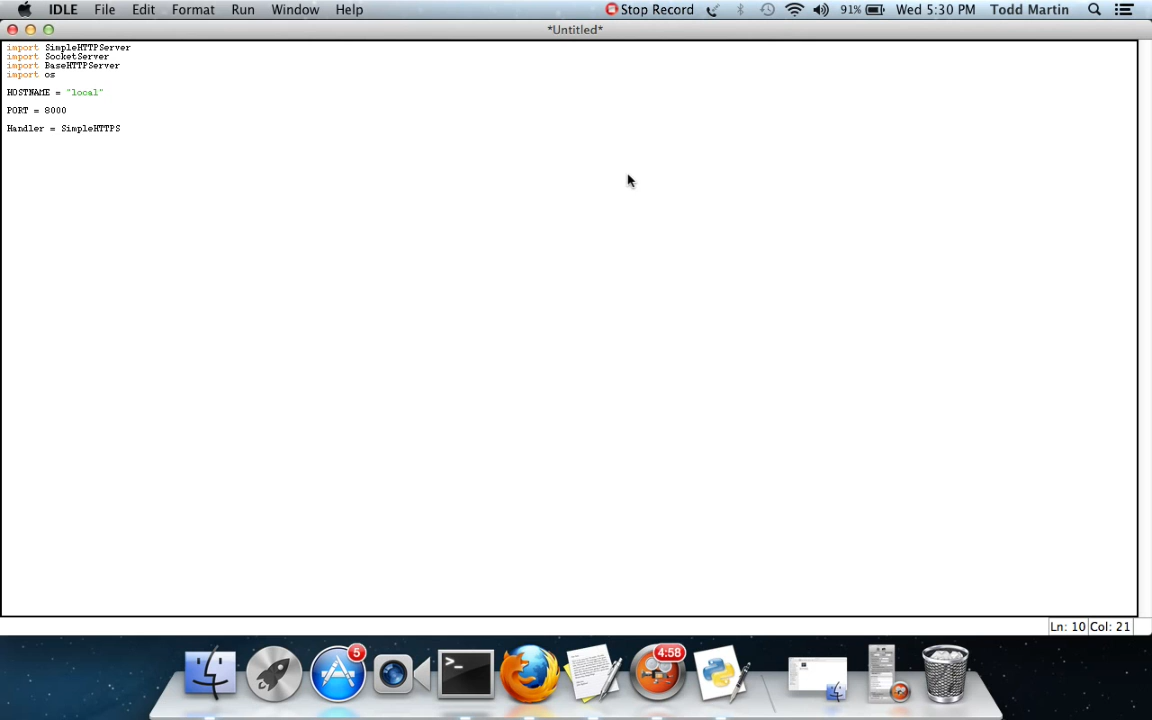 IDLE File Edit Format Run Window Help Stop Record 91% Wed 5:30 PM Todd Martin
*Untitled*
import SimpleHTTPServer
import SocketServer
import BaseHTTPServer
import os
HOSTNAME = "local"
PORT = 8000
Handler = SimpleHTTPS
Ln: 10 Col: 21
5 4:58